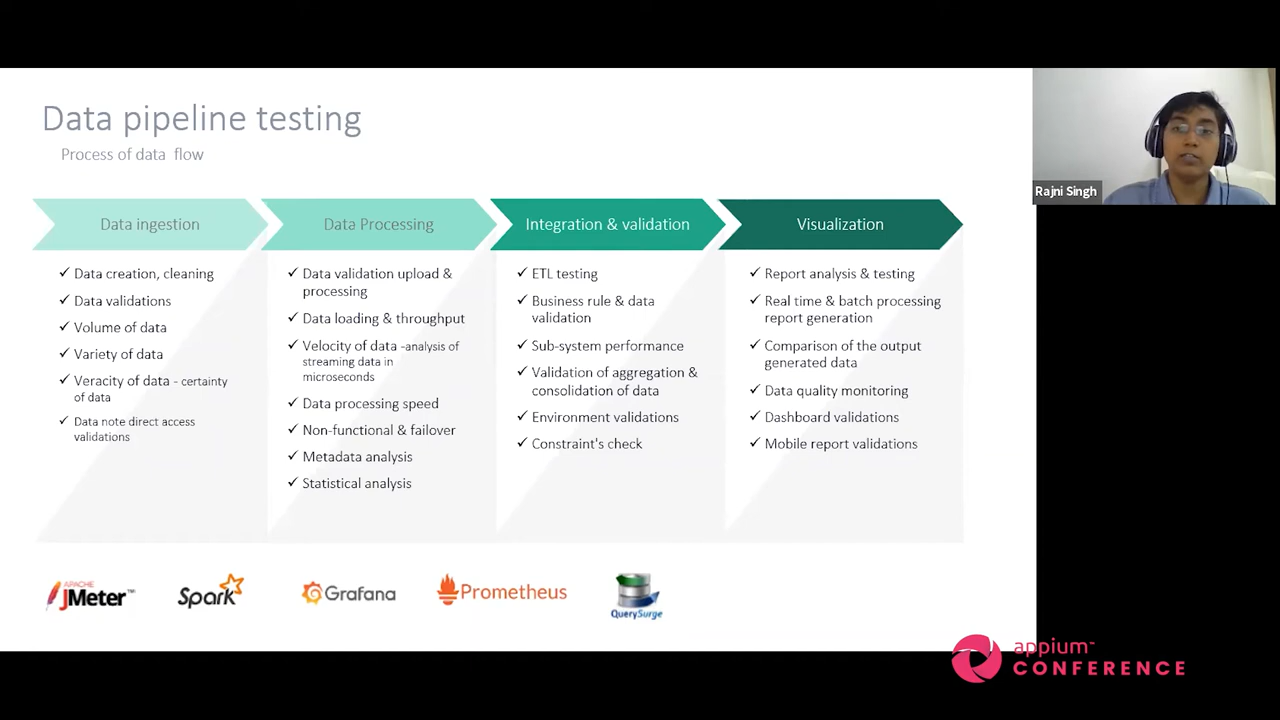 Data pipeline testing
Process of data flow
Rajni Singh
Data ingestion
Data creation, cleaning
Data validations
Volume of data
Variety of data
Veracity of data - certainty
of data
Data note direct access
validations
Data Processing
Data validation upload &
processing
Data loading & throughput
Velocity of data -analysis of
streaming data in
microseconds
Data processing speed
Non-functional & failover
Metadata analysis
Statistical analysis
Integration & validation
ETL testing
Business rule & data
validation
Sub-system performance
Validation of aggregation &
consolidation of data
Environment validations
Constraint's check
Visualization
Report analysis & testing
Real time & batch processing
report generation
Comparison of the output
generated data
Data quality monitoring
Dashboard validations
Mobile report validations
APACHE
JMeter™
Spark
Grafana
Prometheus
QuerySurge
appium™
CONFERENCE